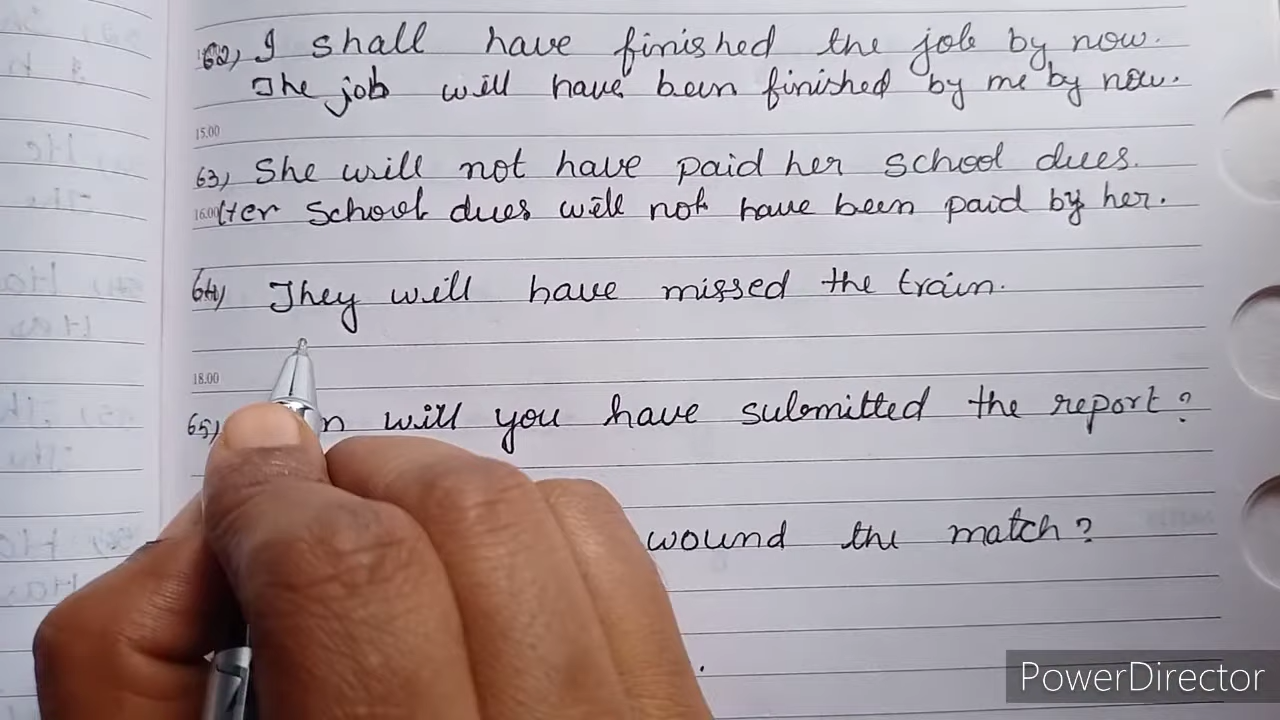 62) I shall have finished the job by now.
The job will have been finished by me by now.
15.00
63) She will not have paid her school dues.
16.00 Her school dues will not have been paid by her.
64) They will have missed the train.
18.00
65) will you have submitted the report?
wound the match?
PowerDirector